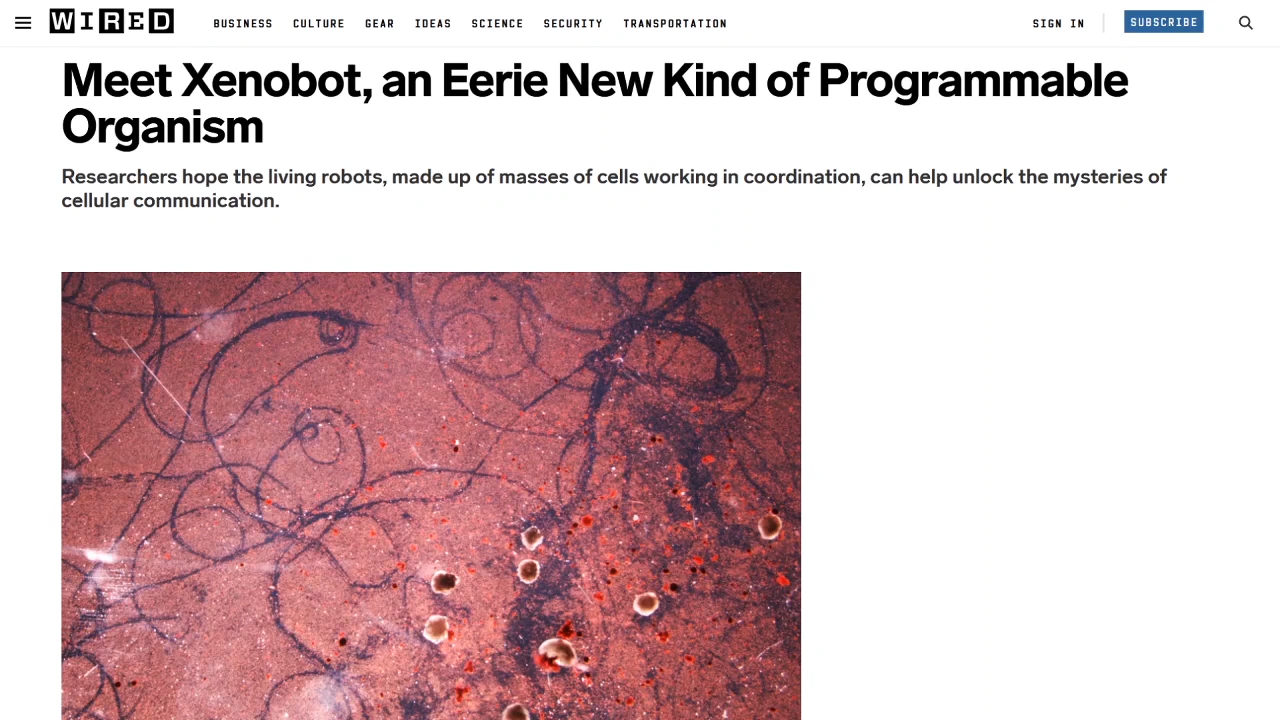 WIRED
BUSINESS CULTURE GEAR IDEAS SCIENCE SECURITY TRANSPORTATION
SIGN IN
SUBSCRIBE
Meet Xenobot, an Eerie New Kind of Programmable
Organism
Researchers hope the living robots, made up of masses of cells working in coordination, can help unlock the mysteries of
cellular communication.